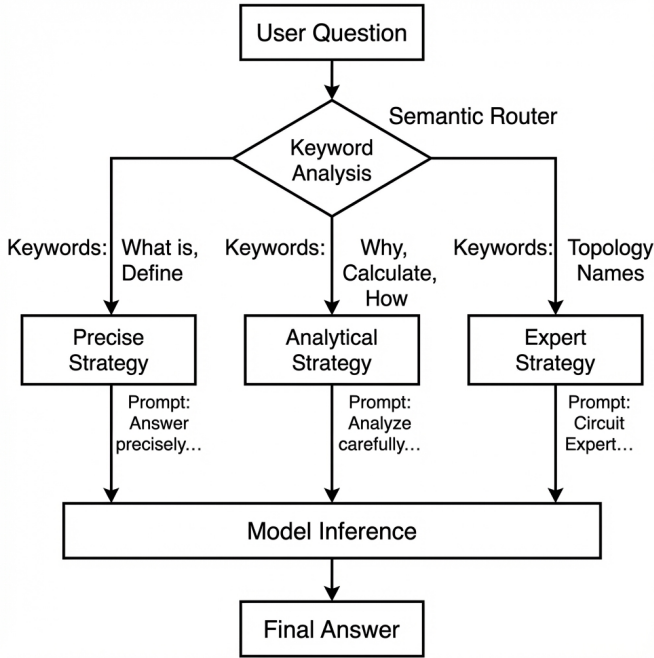 User Question
Semantic Router
Keyword
Analysis
Keywords: What is,
Define
Keywords: Why,
Calculate,
How
Keywords: Topology
Names
Precise
Strategy
Analytical
Strategy
Expert
Strategy
Prompt:
Answer
precisely...
Prompt:
Analyze
carefully...
Prompt:
Circuit
Expert...
Model Inference
Final Answer